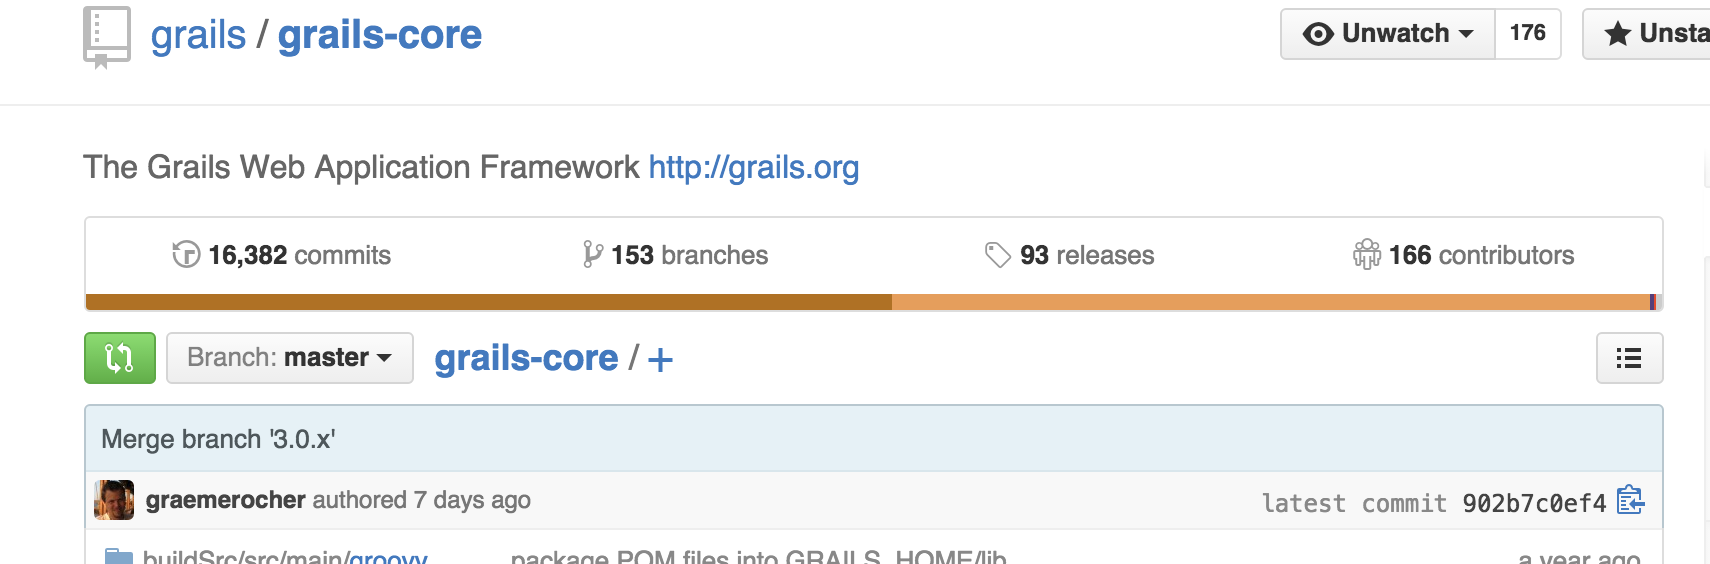 grails / grails-core
Unwatch 176 Unsta
The Grails Web Application Framework http://grails.org
16,382 commits 153 branches 93 releases 166 contributors
Branch: master grails-core / +
Merge branch '3.0.x'
graemerocher authored 7 days ago latest commit 902b7c0ef4
buildSrc/src/main/groovy package POM files into GRAILS_HOME/lib a year ago